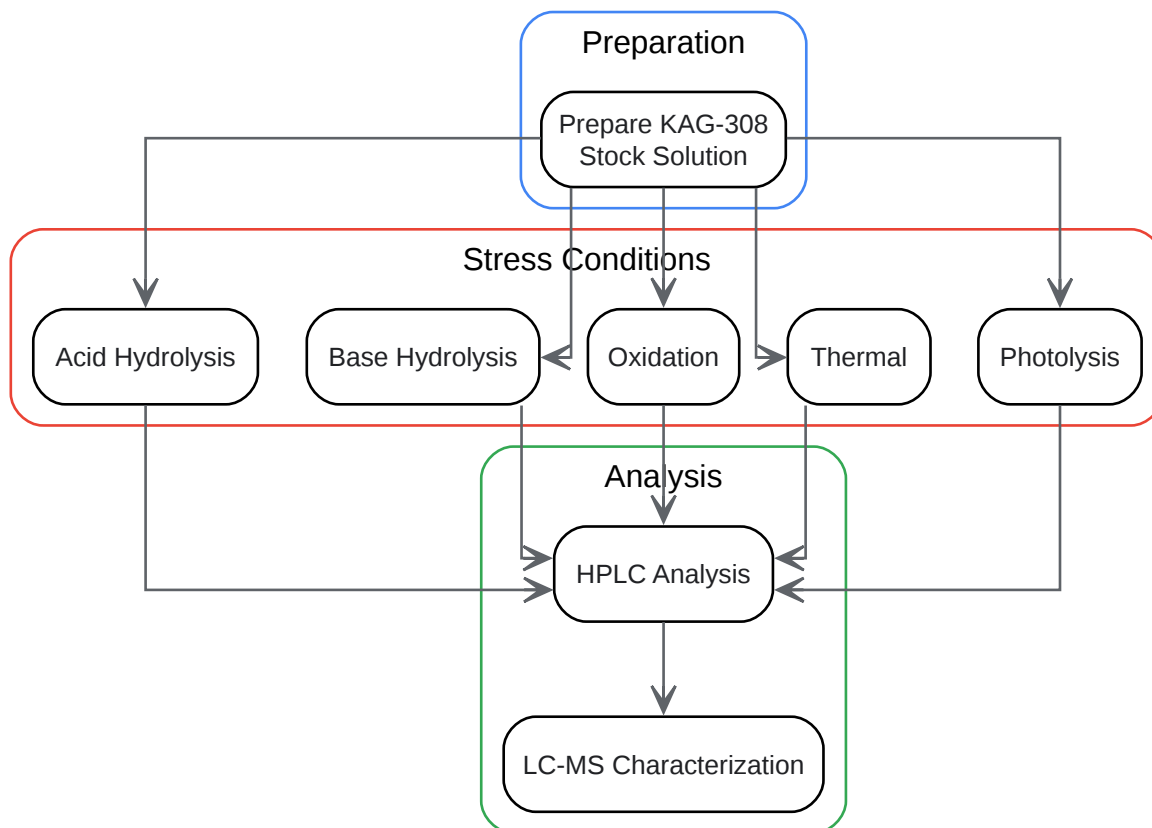 Preparation
Prepare KAG-308
Stock Solution
Stress Conditions
Acid Hydrolysis
Base Hydrolysis
Oxidation
Thermal
Photolysis
Analysis
HPLC Analysis
LC-MS Characterization